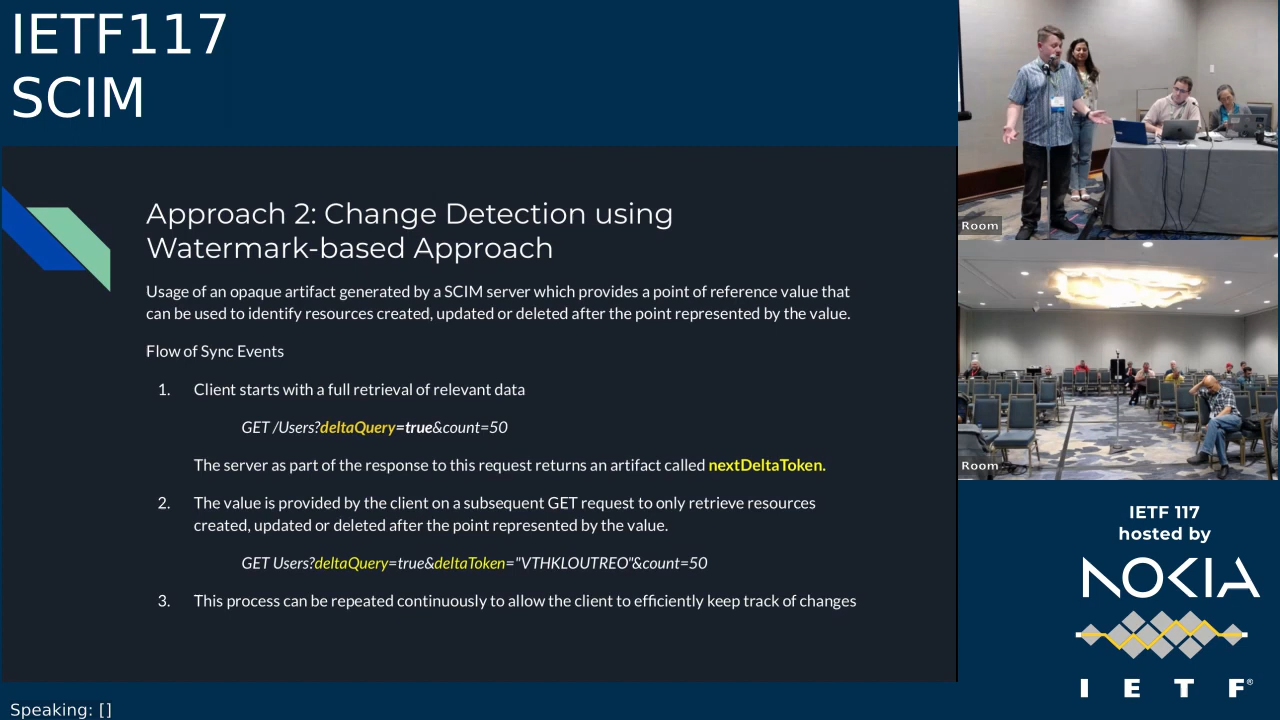 IETF117
SCIM
Approach 2: Change Detection using
Watermark-based Approach
Usage of an opaque artifact generated by a SCIM server which provides a point of reference value that
can be used to identify resources created, updated or deleted after the point represented by the value.
Flow of Sync Events
1. Client starts with a full retrieval of relevant data
GET /Users?deltaQuery=true&count=50
The server as part of the response to this request returns an artifact called nextDeltaToken.
2. The value is provided by the client on a subsequent GET request to only retrieve resources
created, updated or deleted after the point represented by the value.
GET Users?deltaQuery=true&deltaToken="VTHKLOUTREO"&count=50
3. This process can be repeated continuously to allow the client to efficiently keep track of changes
Room
Room
IETF 117
hosted by
NOKIA
I E T F®
Speaking: []